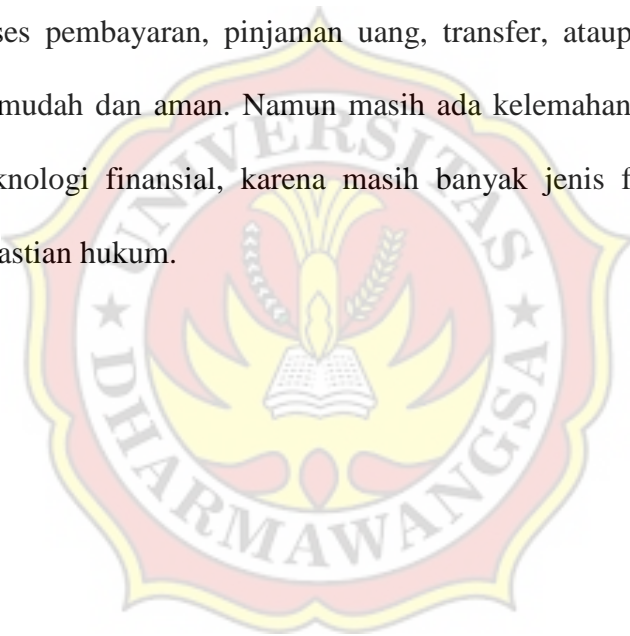 ses pembayaran, pinjaman uang, transfer, ataup
mudah dan aman. Namun masih ada kelemahan
knologi finansial, karena masih banyak jenis f
astian hukum.
UNIVERSITAS
DHARMAWANGSA